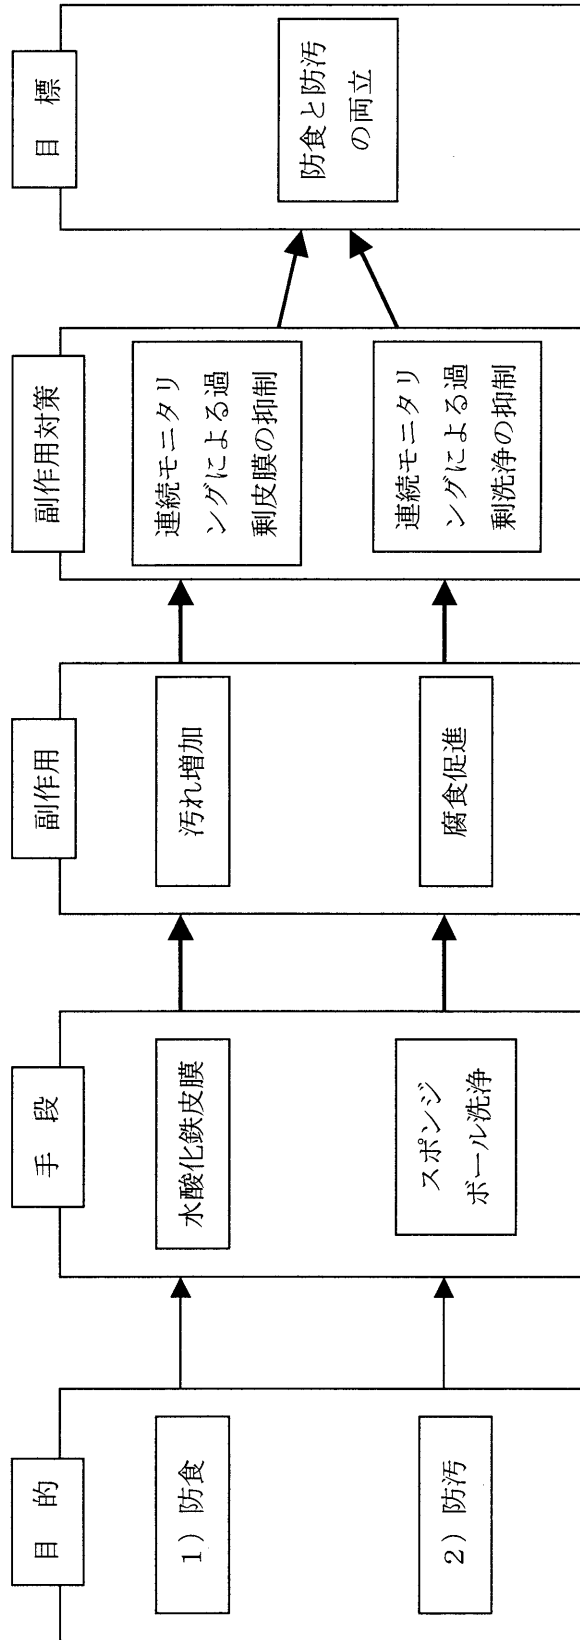 目 的
1）防食
2）防汚
手 段
水酸化鉄皮膜
スポンジ
ボール洗浄
副作用
汚れ増加
腐食促進
副作用対策
連続モニタリ
ングによる過
剰皮膜の抑制
連続モニタリ
ングによる過
剰洗浄の抑制
目 標
防食と防汚
の両立